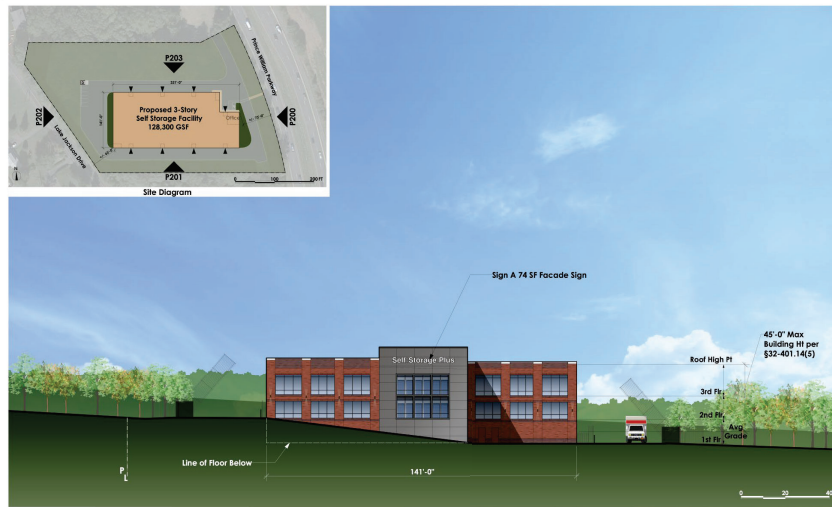 P203
Prince William Parkway
P202
Proposed 3-Story
Self Storage Facility
128,300 GSF
Office
P200
Lake Jackson Drive
P201
0 100 200 FT
Site Diagram
Sign A 74 SF Facade Sign
45'-0" Max
Building Ht per
§32-401.14(5)
Self Storage Plus
Roof High Pt
3rd Flr
2nd Flr
Avg
Grade
1st Flr
Line of Floor Below
P
L
141'-0"
0 20 40